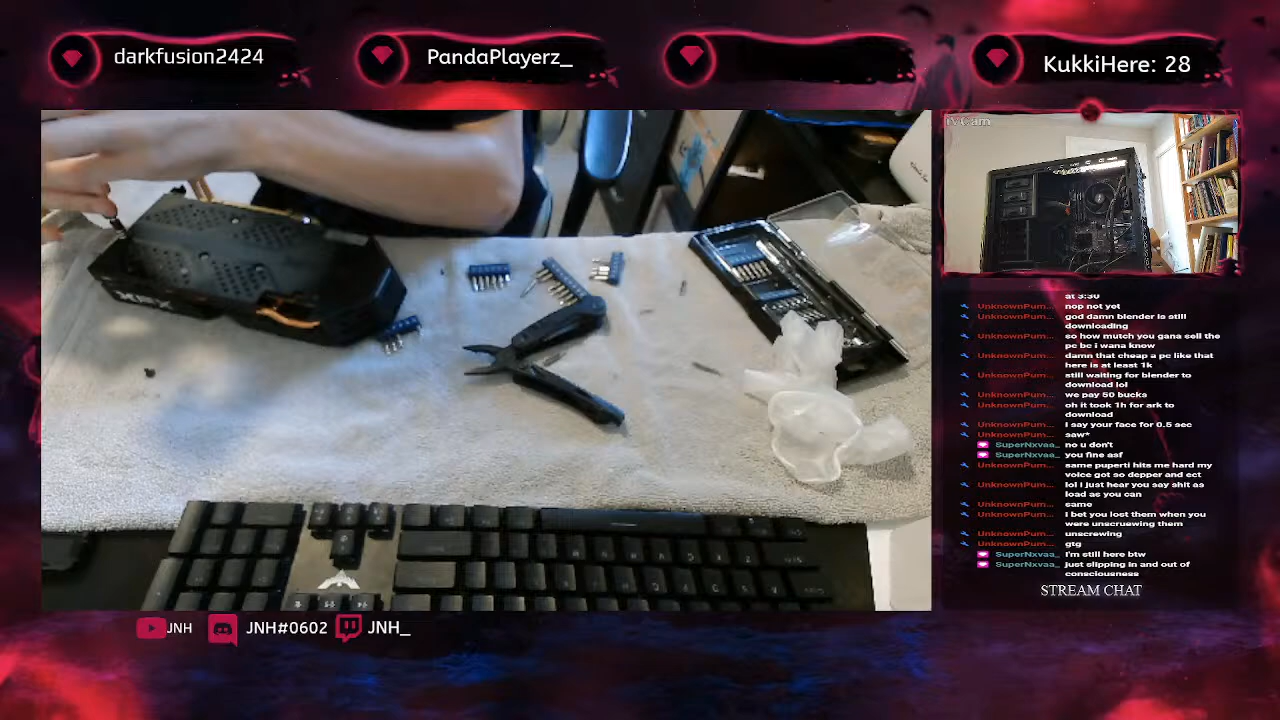 darkfusion2424
PandaPlayerz_
KukkiHere: 28
at 3:30
UnknownPum... nop not yet
UnknownPum... god damn blender is still
downloading
UnknownPum... so how mutch you gana sell the
pc bc i wana know
UnknownPum... damn that cheap a pc like that
here is at least 1k
UnknownPum... still waiting for blender to
download lol
UnknownPum... we pay 50 bucks
UnknownPum... oh it took 1h for ark to
download
UnknownPum... I say your face for 0.5 sec
UnknownPum... saw*
SuperNxvaa_ no u don't
SuperNxvaa_ you fine asf
UnknownPum... same puperti hits me hard my
voice got so depper and ect
UnknownPum... lol i just hear you say shit as
load as you can
UnknownPum... same
UnknownPum... I bet you lost them when you
were unscruewing them
UnknownPum... unscrewing
UnknownPum... gtg
SuperNxvaa_ I'm still here btw
SuperNxvaa_ just slipping in and out of
consciousness
STREAM CHAT
JNH JNH#0602 JNH_